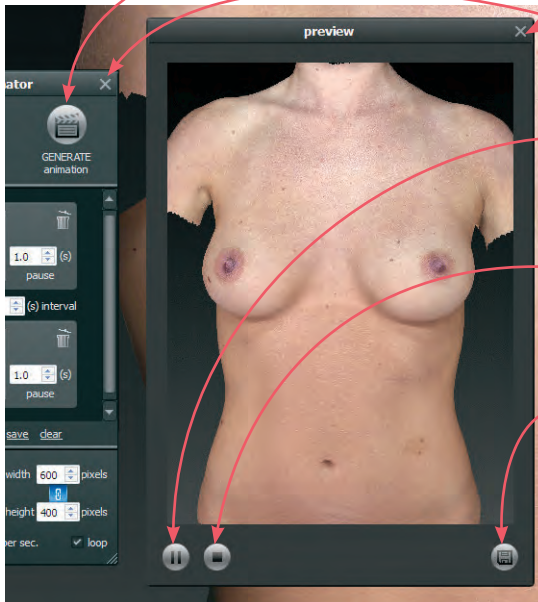 preview
ator
GENERATE
animation
1.0 (s)
pause
(s) interval
1.0 (s)
pause
save clear
width 600 pixels
height 400 pixels
per sec. loop